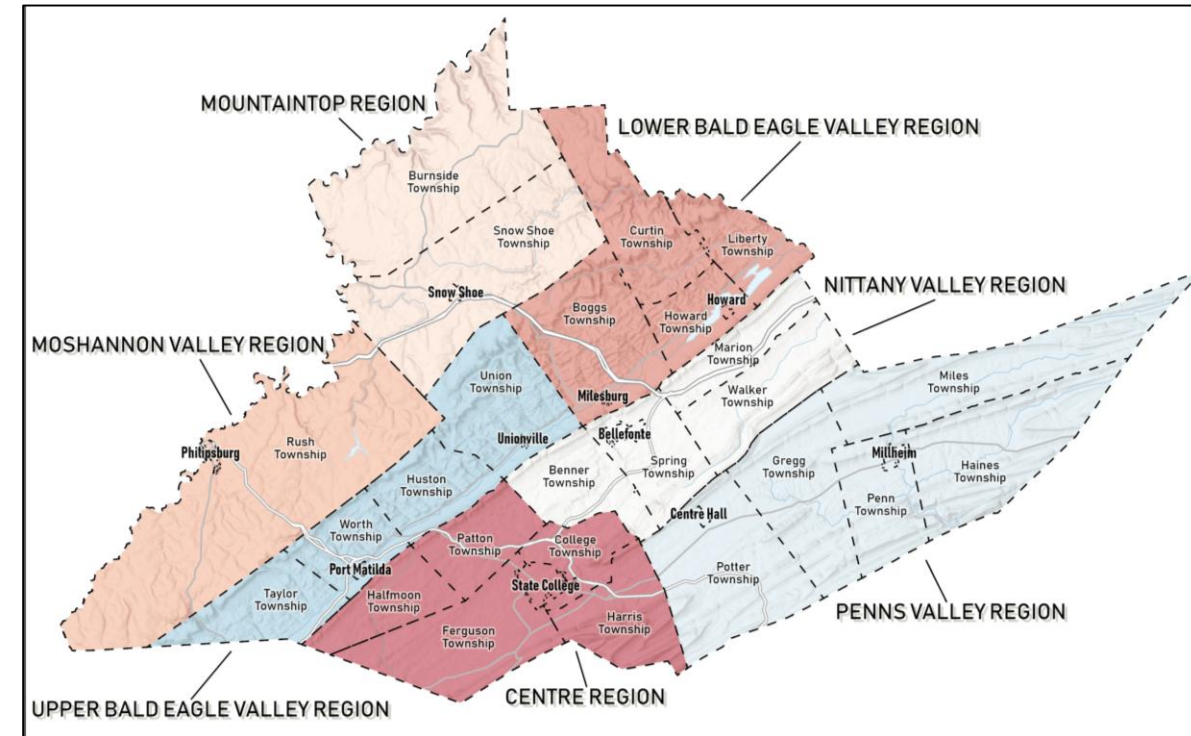 MOUNTAINTOP REGION
LOWER BALD EAGLE VALLEY REGION
Burnside
Township
Snow Shoe
Township
Curtin
Township
Liberty
Township
Snow Shoe
Howard
NITTANY VALLEY REGION
Boggs
Township
Howard
Township
MOSHANNON VALLEY REGION
Marion
Township
Union
Township
Miles
Township
Walker
Township
Milesburg
Rush
Township
Philipsburg
Unionville
Bellefonte
Millheim
Benner
Township
Spring
Township
Gregg
Township
Haines
Township
Huston
Township
Penn
Township
Centre Hall
Worth
Township
Patton
Township
College
Township
Port Matilda
Potter
Township
State College
Taylor
Township
Halfmoon
Township
Harris
Township
Ferguson
Township
PENNS VALLEY REGION
CENTRE REGION
UPPER BALD EAGLE VALLEY REGION